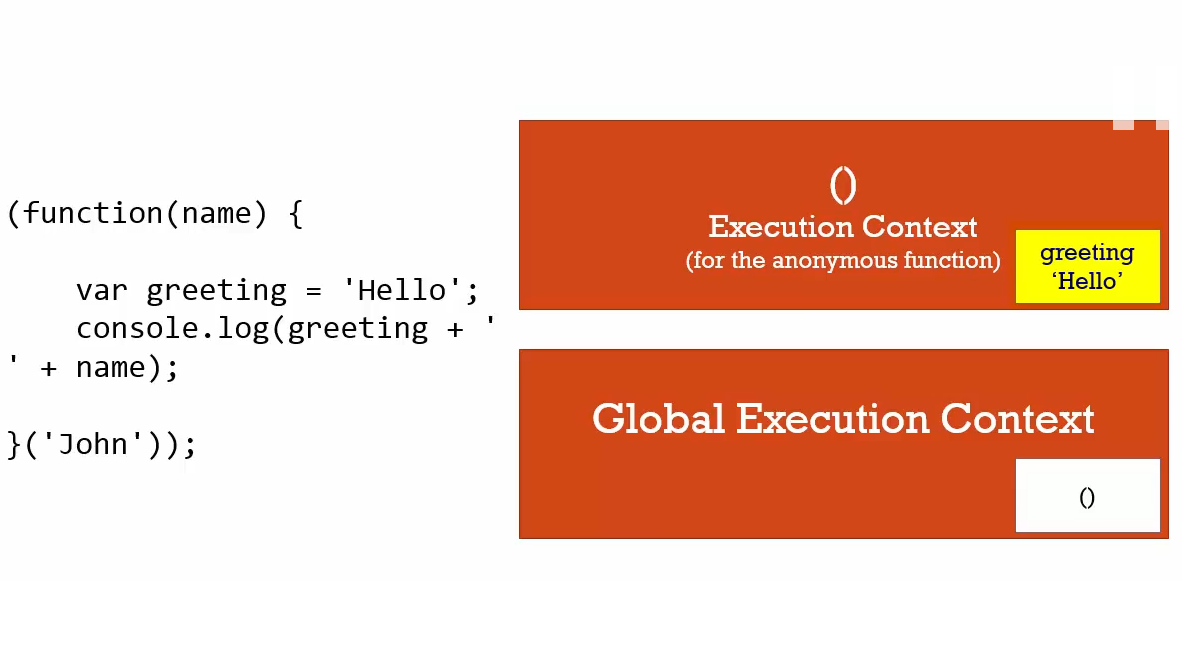 (function(name) {
var greeting = 'Hello';
console.log(greeting + '
' + name);
}('John'));
()
Execution Context
(for the anonymous function)
greeting
‘Hello’
Global Execution Context
()